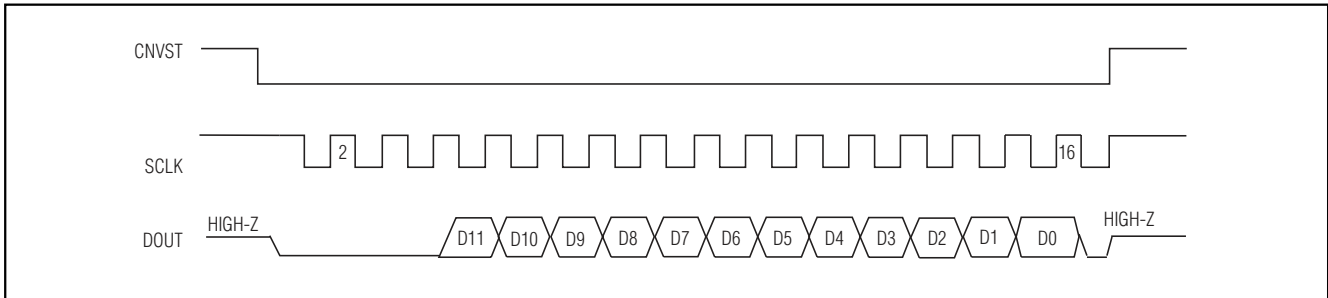 CNVST
2
16
SCLK
HIGH-Z
HIGH-Z
DOUT
D11 D10 D9 D8 D7 D6 D5 D4 D3 D2 D1 D0